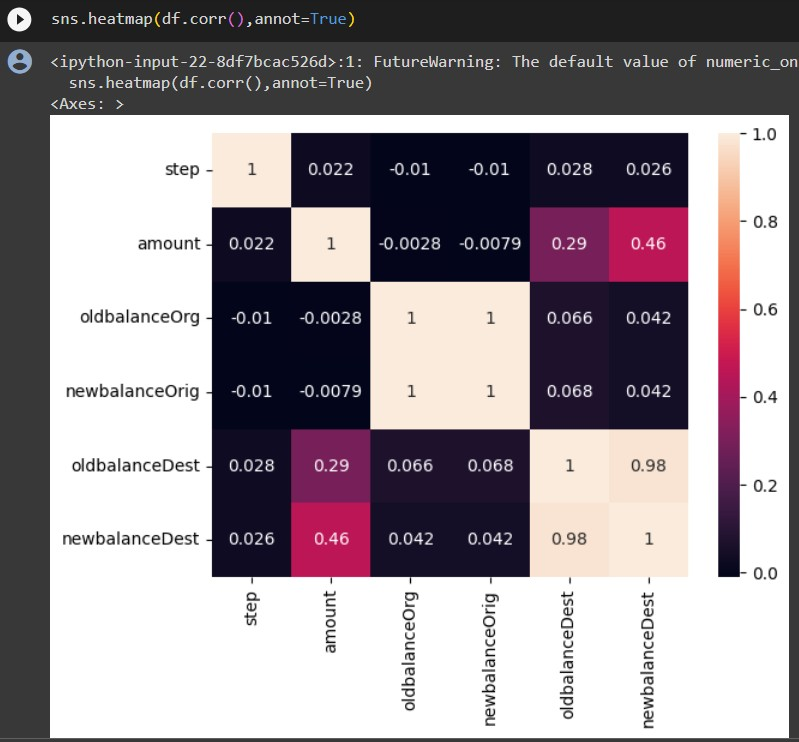 sns.heatmap(df.corr(),annot=True)
<ipython-input-22-8df7bcac526d>:1: FutureWarning: The default value of numeric_on
sns.heatmap(df.corr(),annot=True)
<Axes: >
step 1 0.022 -0.01 -0.01 0.028 0.026
amount 0.022 1 -0.0028 -0.0079 0.29 0.46
oldbalanceOrg -0.01 -0.0028 1 1 0.066 0.042
newbalanceOrig -0.01 -0.0079 1 1 0.068 0.042
oldbalanceDest 0.028 0.29 0.066 0.068 1 0.98
newbalanceDest 0.026 0.46 0.042 0.042 0.98 1
step
amount
oldbalanceOrg
newbalanceOrig
oldbalanceDest
newbalanceDest
1.0
0.8
0.6
0.4
0.2
0.0